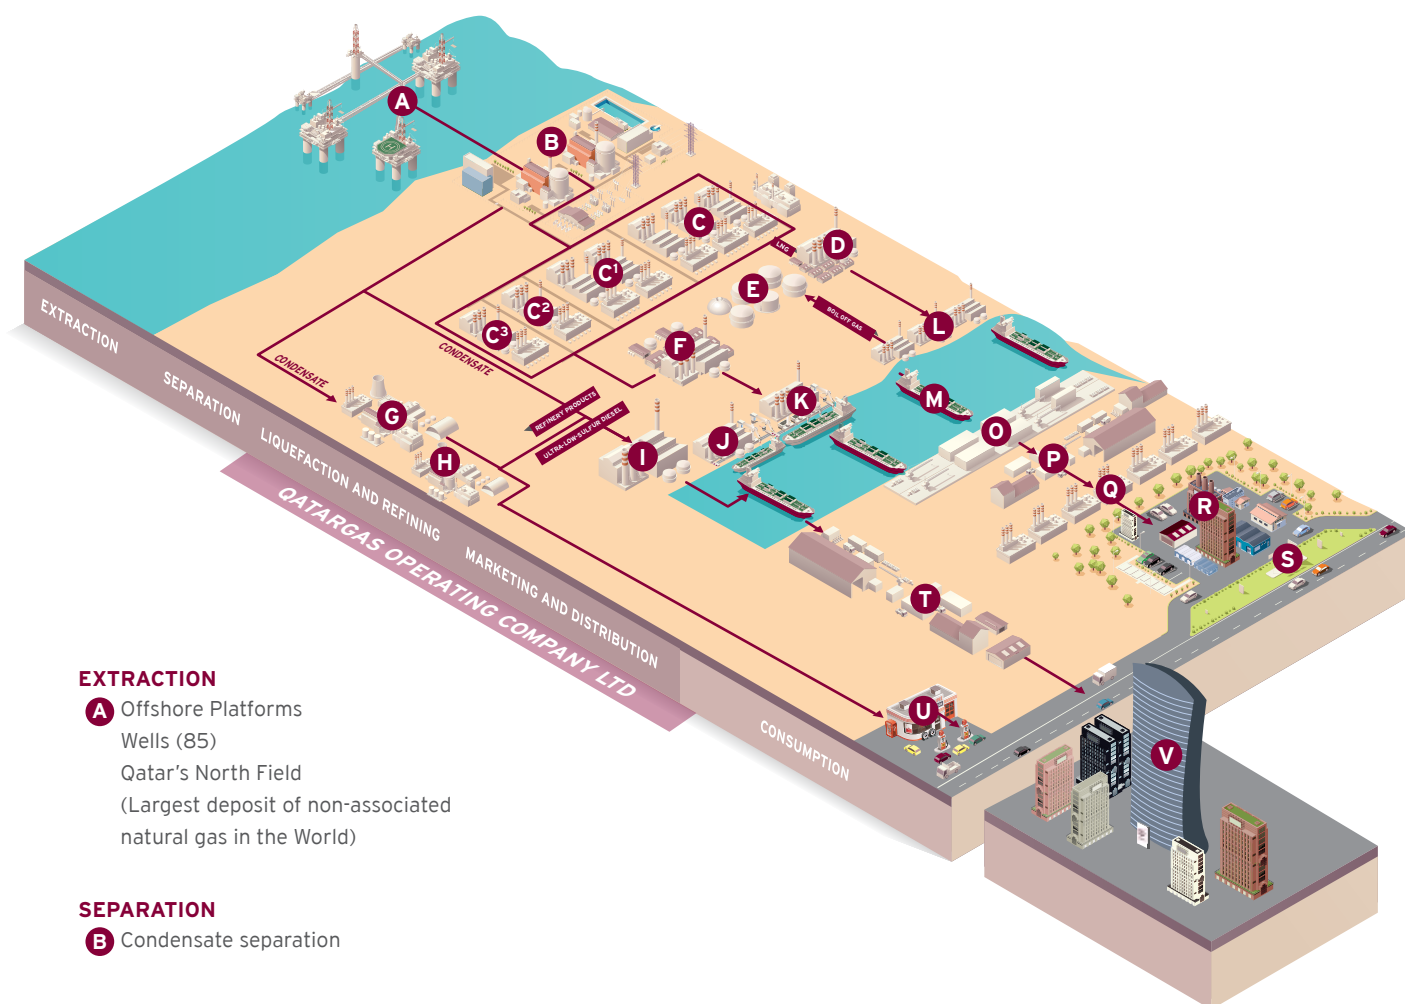 A
B
C
D
LNG
C¹
E
BOIL OFF GAS
L
C²
C³
F
CONDENSATE
CONDENSATE
G
REFINERY PRODUCTS
ULTRA-LOW-SULFUR DIESEL
H
I
J
K
M
O
P
Q
R
S
T
U
V
H
EXTRACTION
SEPARATION
LIQUEFACTION AND REFINING
MARKETING AND DISTRIBUTION
CONSUMPTION
QATARGAS OPERATING COMPANY LTD
EXTRACTION
A Offshore Platforms
Wells (85)
Qatar's North Field
(Largest deposit of non-associated
natural gas in the World)
SEPARATION
B Condensate separation